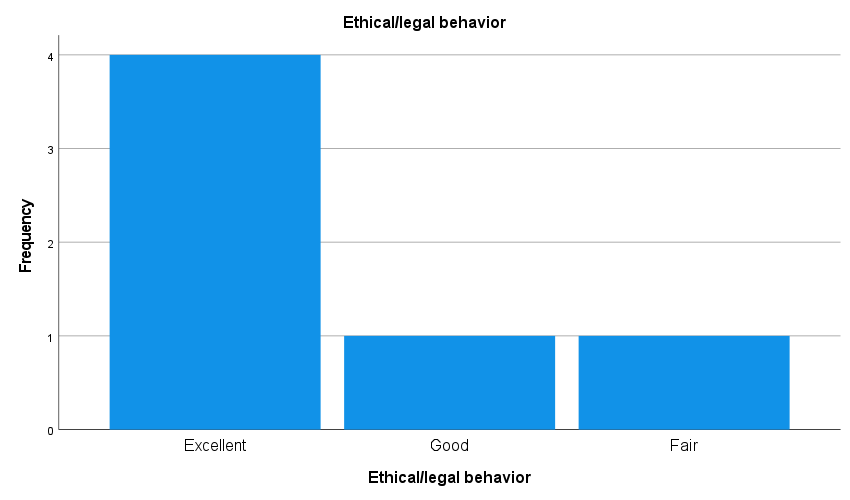 Ethical/legal behavior
4
3
2
1
0
Frequency
Excellent Good Fair
Ethical/legal behavior